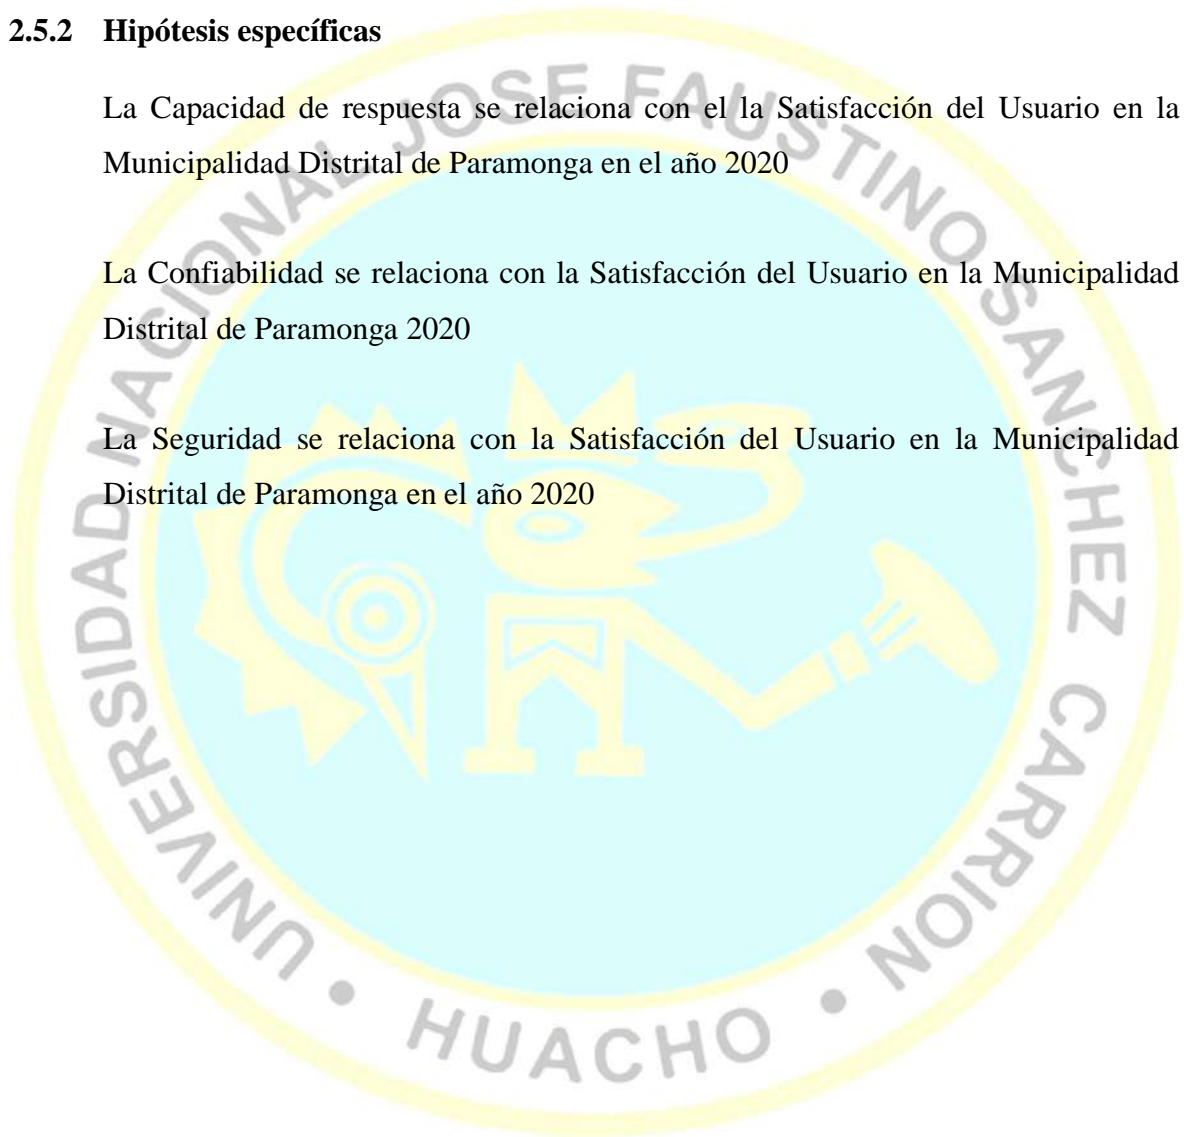 2.5.2 Hipótesis específicas
La Capacidad de respuesta se relaciona con el la Satisfacción del Usuario en la
Municipalidad Distrital de Paramonga en el año 2020
La Confiabilidad se relaciona con la Satisfacción del Usuario en la Municipalidad
Distrital de Paramonga 2020
La Seguridad se relaciona con la Satisfacción del Usuario en la Municipalidad
Distrital de Paramonga en el año 2020
UNIVERSIDAD NACIONAL JOSE FAUSTINO SANCHEZ CARRION
• HUACHO •